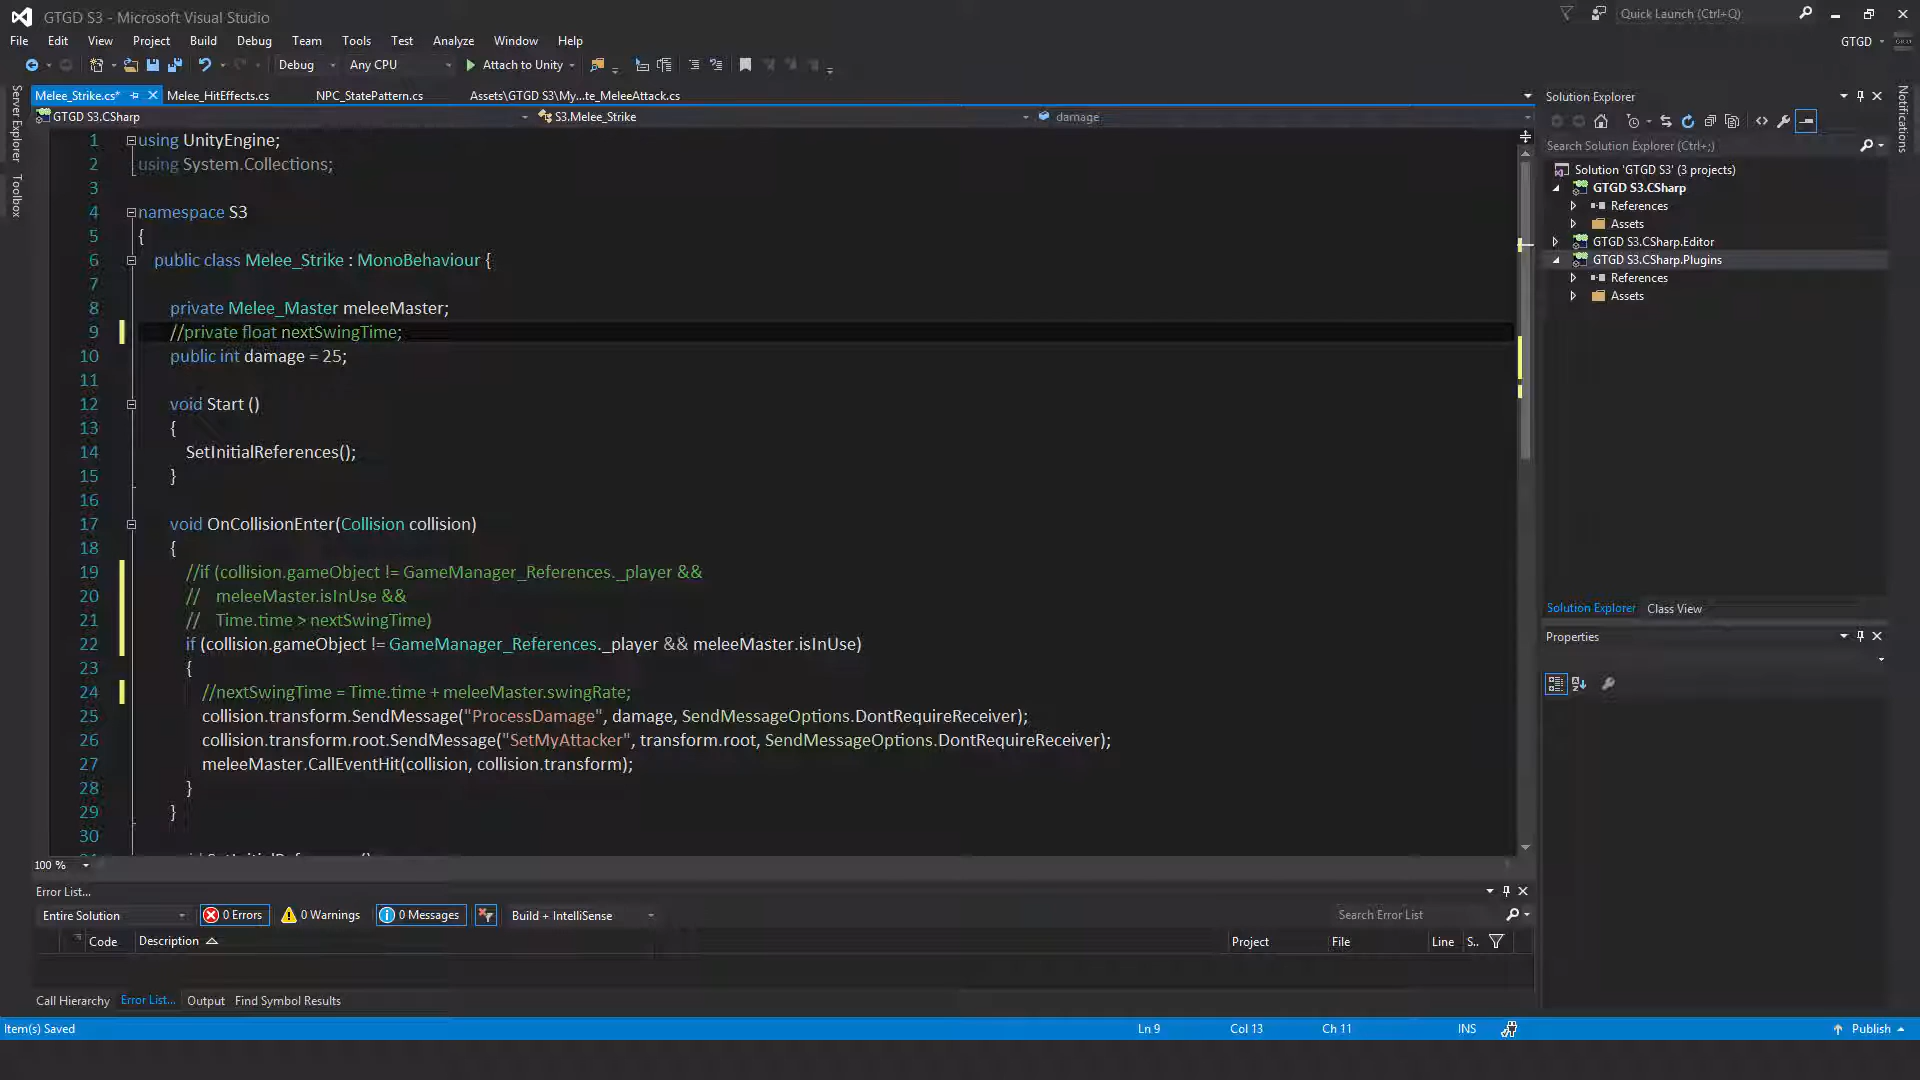 GTGD S3 - Microsoft Visual Studio
Quick Launch (Ctrl+Q)
File Edit View Project Build Debug Team Tools Test Analyze Window Help
GTGD
Debug Any CPU Attach to Unity
Melee_Strike.cs* Melee_HitEffects.cs NPC_StatePattern.cs Assets\GTGD S3\My...te_MeleeAttack.cs
GTGD S3.CSharp S3.Melee_Strike damage
Server Explorer
Toolbox
1 using UnityEngine;
2 using System.Collections;
3
4 namespace S3
5 {
6 public class Melee_Strike : MonoBehaviour {
7
8 private Melee_Master meleeMaster;
9 //private float nextSwingTime;
10 public int damage = 25;
11
12 void Start ()
13 {
14 SetInitialReferences();
15 }
16
17 void OnCollisionEnter(Collision collision)
18 {
19 //if (collision.gameObject != GameManager_References._player &&
20 // meleeMaster.isInUse &&
21 // Time.time > nextSwingTime)
22 if (collision.gameObject != GameManager_References._player && meleeMaster.isInUse)
23 {
24 //nextSwingTime = Time.time + meleeMaster.swingRate;
25 collision.transform.SendMessage("ProcessDamage", damage, SendMessageOptions.DontRequireReceiver);
26 collision.transform.root.SendMessage("SetMyAttacker", transform.root, SendMessageOptions.DontRequireReceiver);
27 meleeMaster.CallEventHit(collision, collision.transform);
28 }
29 }
30
100 %
Solution Explorer
Notifications
Search Solution Explorer (Ctrl+;)
Solution 'GTGD S3' (3 projects)
GTGD S3.CSharp
References
Assets
GTGD S3.CSharp.Editor
GTGD S3.CSharp.Plugins
References
Assets
Solution Explorer Class View
Properties
Error List...
Entire Solution 0 Errors 0 Warnings 0 Messages Build + IntelliSense Search Error List
Code Description Project File Line S..
Call Hierarchy Error List... Output Find Symbol Results
Item(s) Saved Ln 9 Col 13 Ch 11 INS Publish